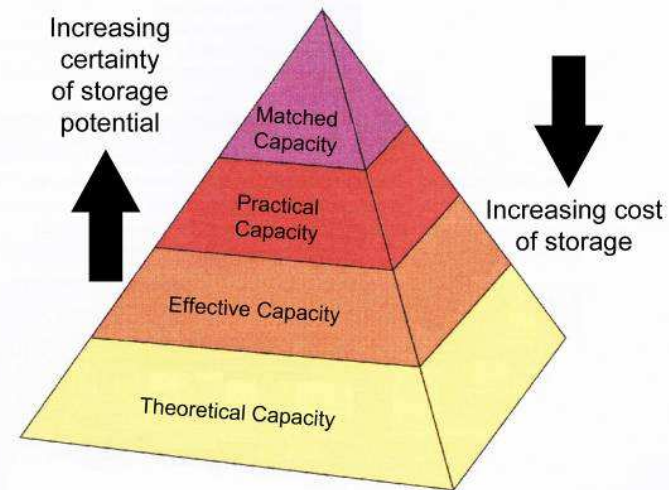 Increasing
certainty
of storage
potential
Matched
Capacity
Practical
Capacity
Increasing cost
of storage
Effective Capacity
Theoretical Capacity